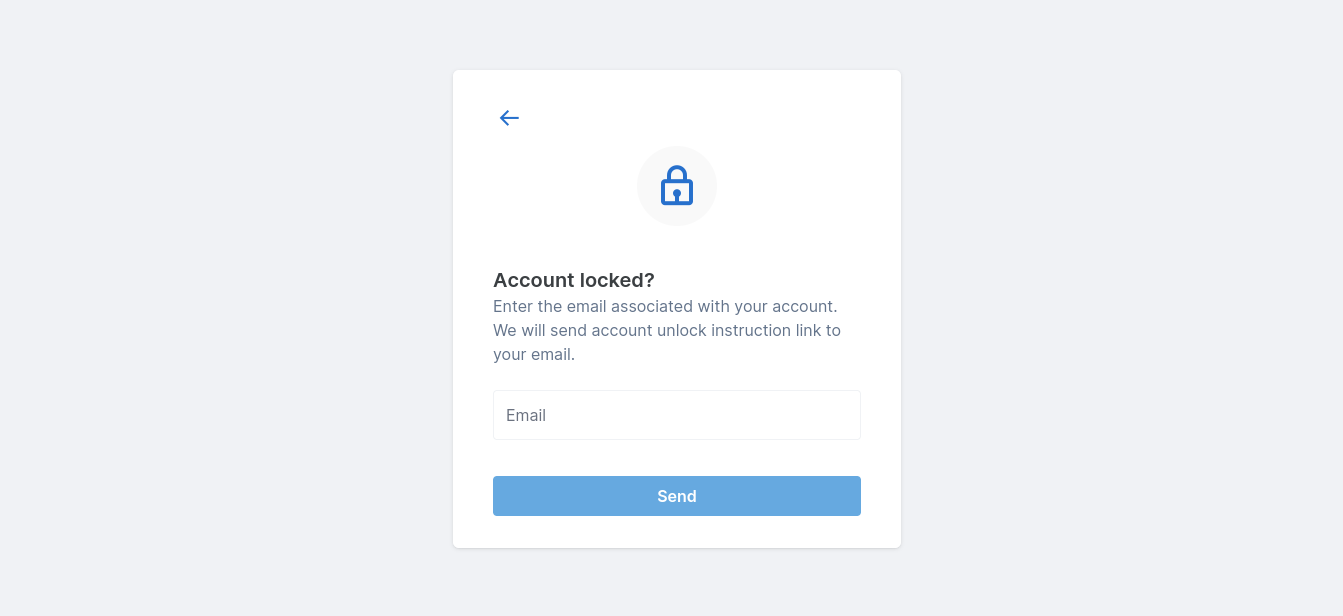 Account locked?
Enter the email associated with your account.
We will send account unlock instruction link to
your email.
Email
Send